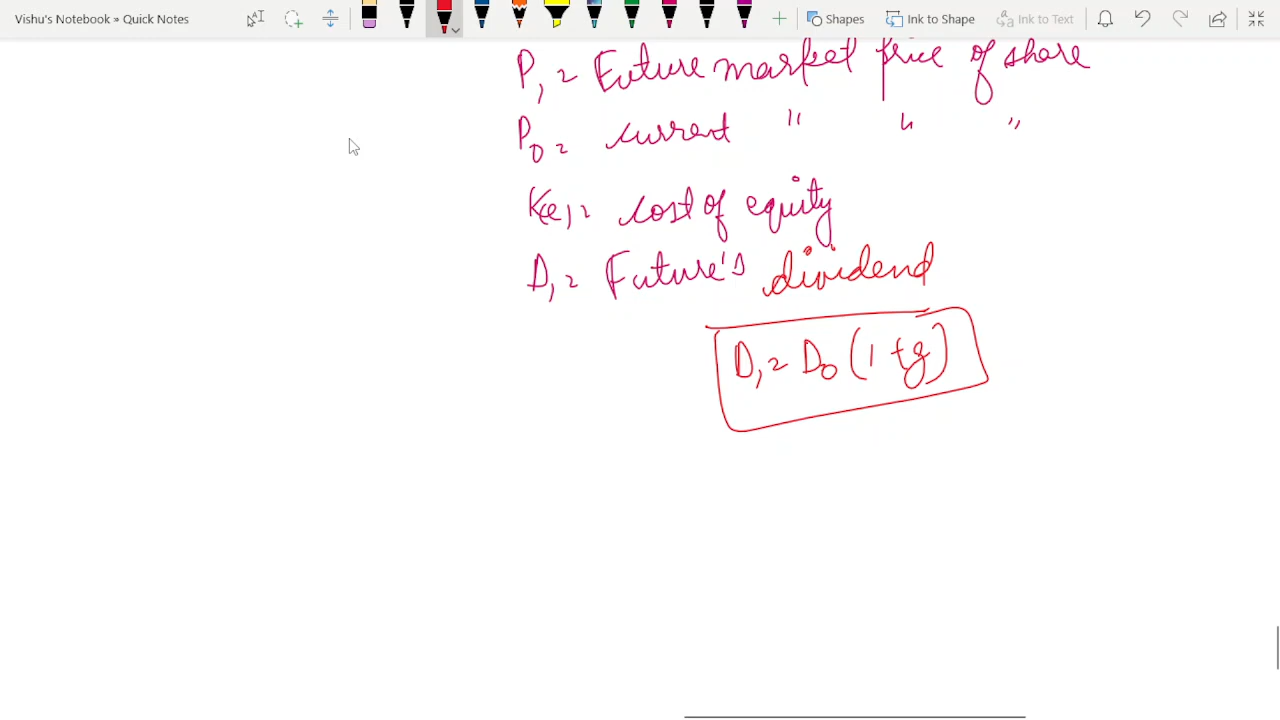 Vishu's Notebook » Quick Notes Shapes Ink to Shape Ink to Text
P1 = Future market price of share
P0 = current " " "
K(e) = cost of equity
D1 = Future's dividend
D1 = D0 (1+g)